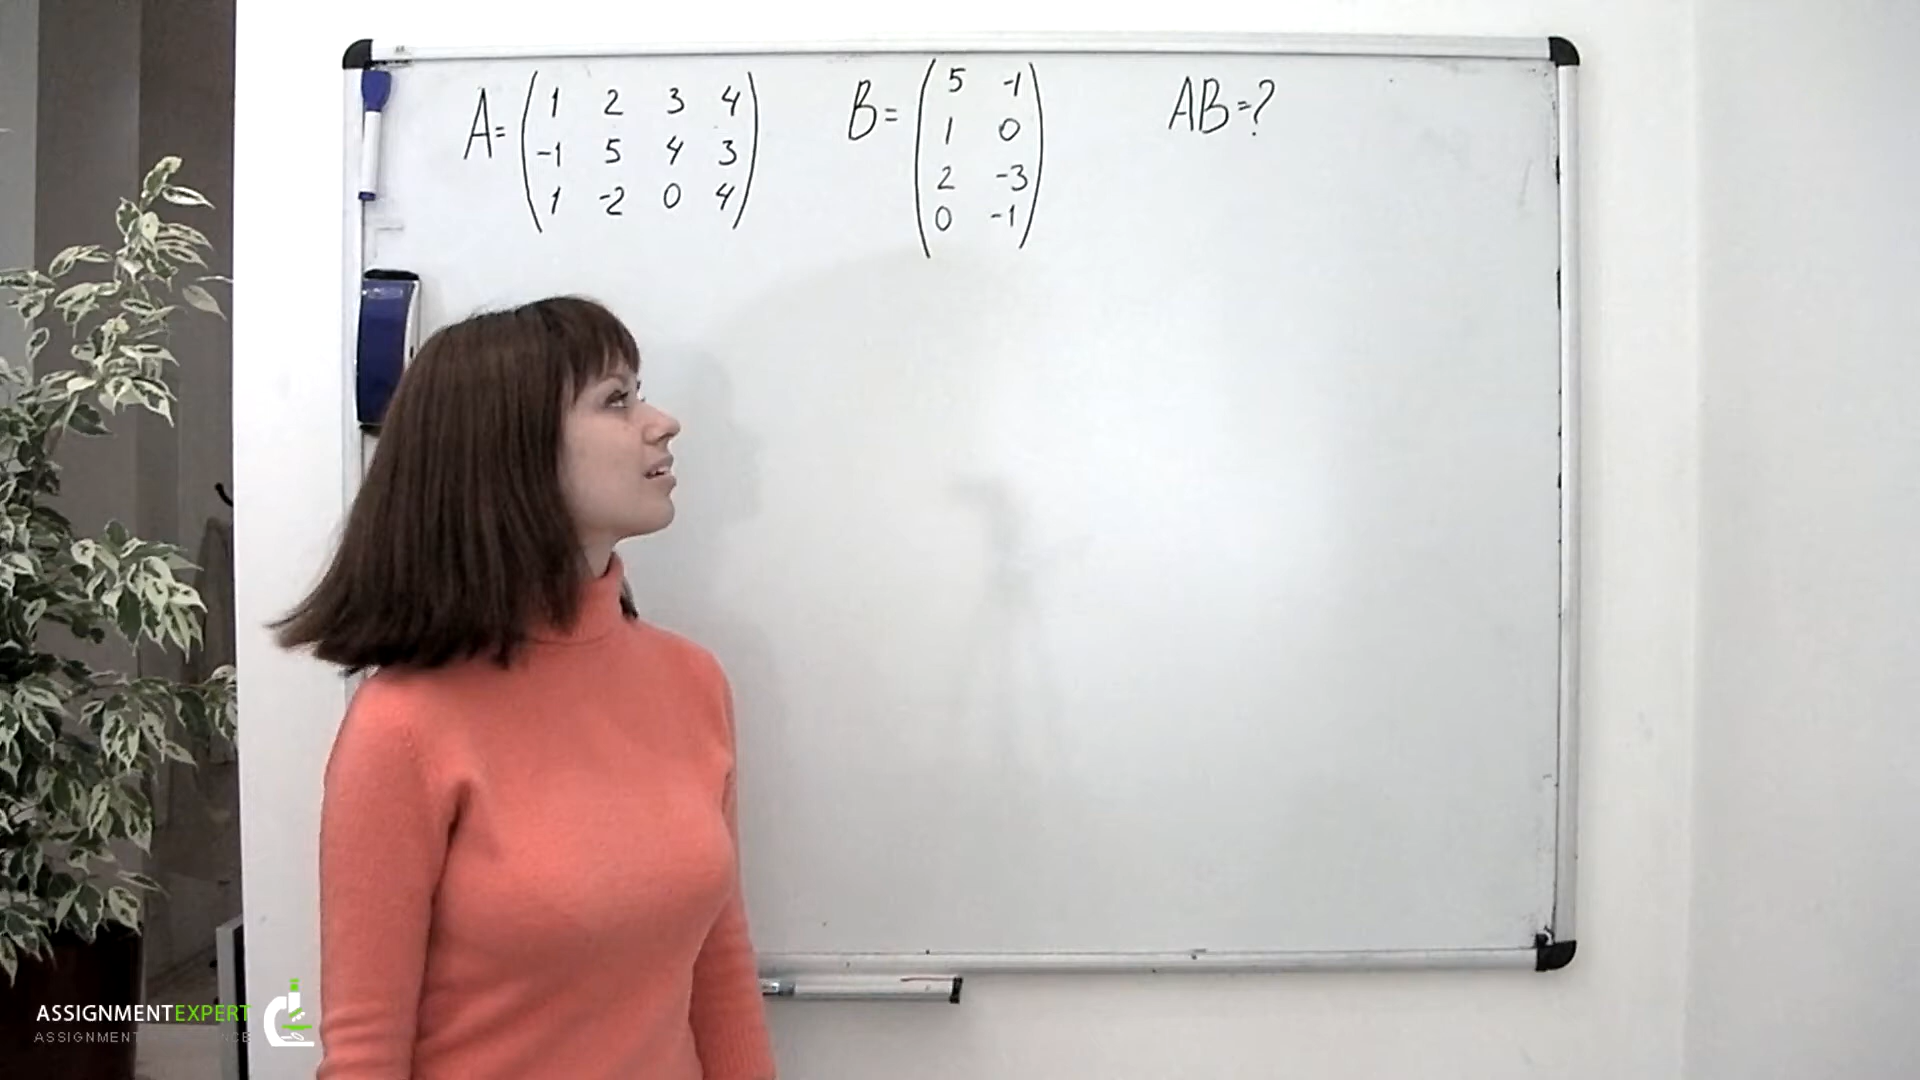 A= ( 1 2 3 4   B= ( 5 -1   AB=?
-1 5 4 3   1 0
1 -2 0 4 )   2 -3
0 -1 )
ASSIGNMENTEXPERT
ASSIGNMENT